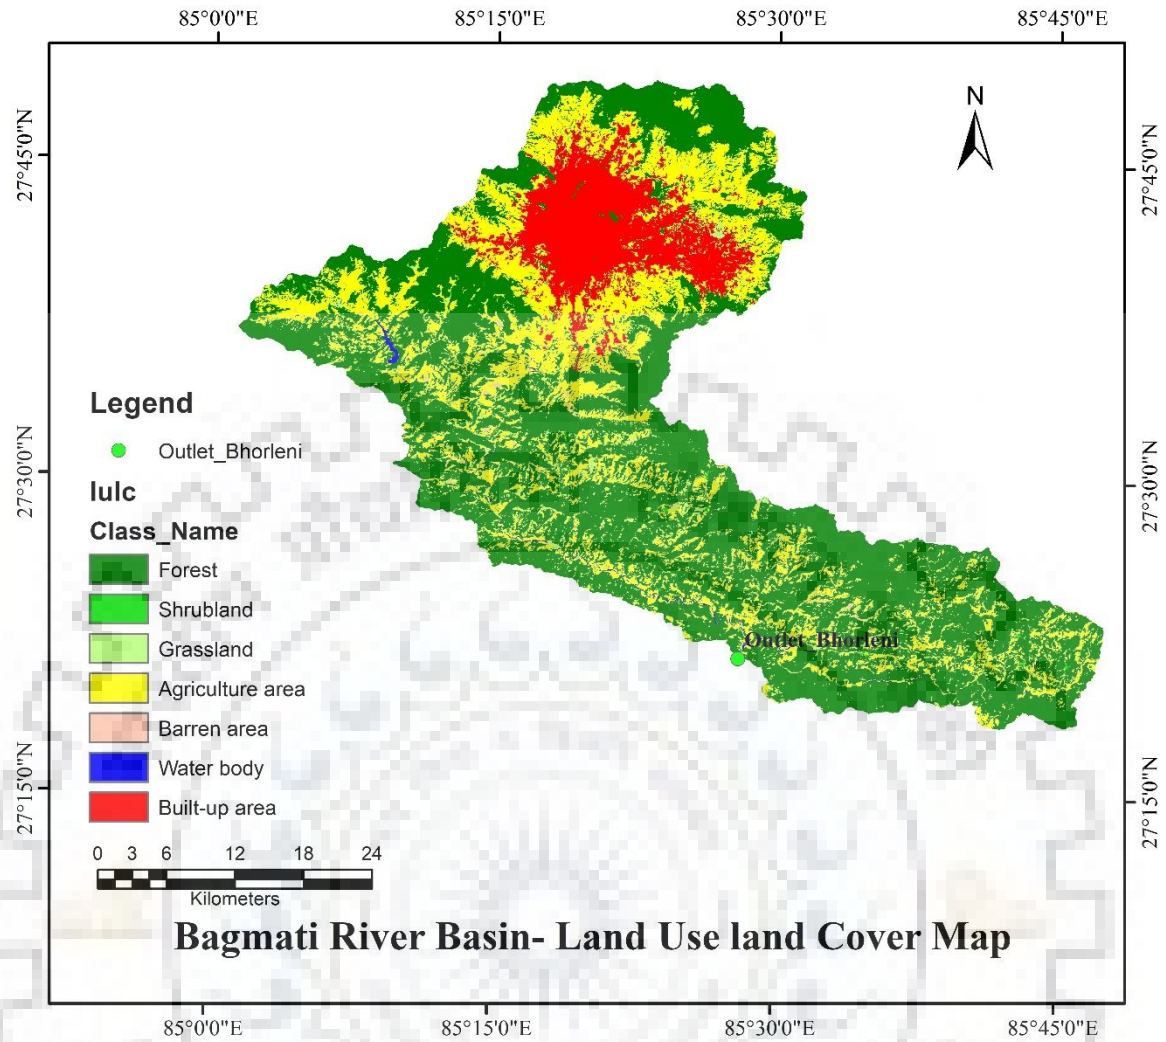 85°0'0"E 85°15'0"E 85°30'0"E 85°45'0"E
N
27°45'0"N 27°45'0"N
Legend
Outlet_Bhorleni
27°30'0"N 27°30'0"N
lulc
Class_Name
Forest
Shrubland
Grassland
Outlet_Bhorleni
Agriculture area
Barren area
Water body
27°15'0"N 27°15'0"N
Built-up area
0 3 6 12 18 24
Kilometers
Bagmati River Basin- Land Use land Cover Map
85°0'0"E 85°15'0"E 85°30'0"E 85°45'0"E